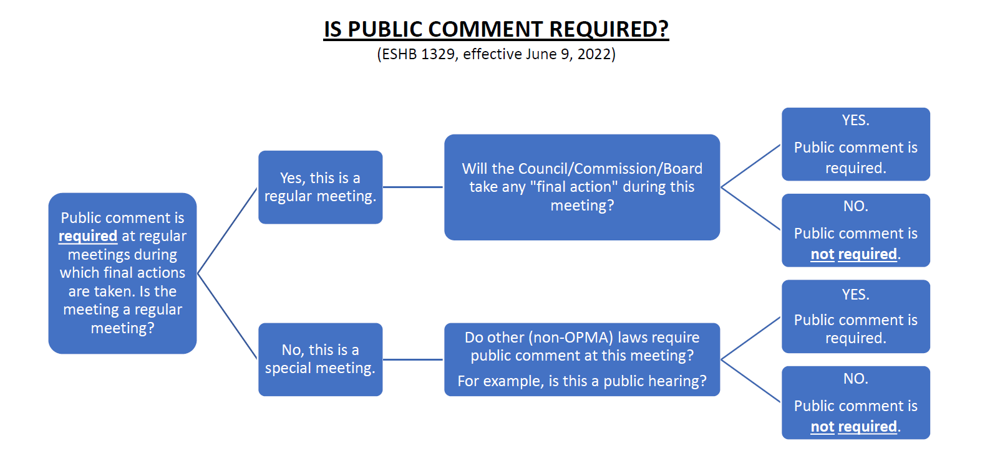 IS PUBLIC COMMENT REQUIRED?
(ESHB 1329, effective June 9, 2022)
Public comment is
required at regular
meetings during
which final actions
are taken. Is the
meeting a regular
meeting?
Yes, this is a
regular meeting.
Will the Council/Commission/Board
take any "final action" during this
meeting?
YES.
Public comment is
required.
NO.
Public comment is
not required.
No, this is a
special meeting.
Do other (non-OPMA) laws require
public comment at this meeting?
For example, is this a public hearing?
YES.
Public comment is
required.
NO.
Public comment is
not required.